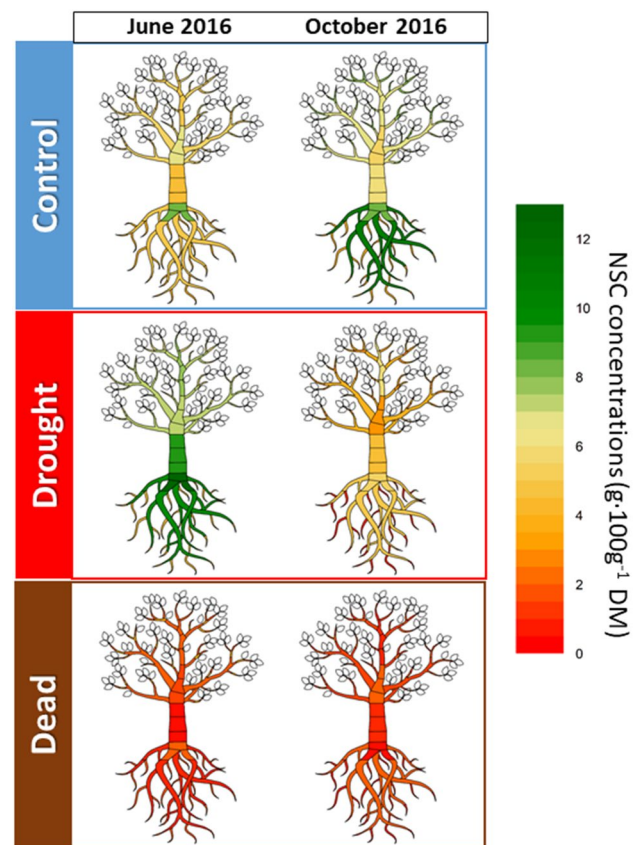 June 2016
October 2016
Control
Drought
Dead
12
10
8
6
4
2
0
NSC concentrations (g·100g⁻¹ DM)